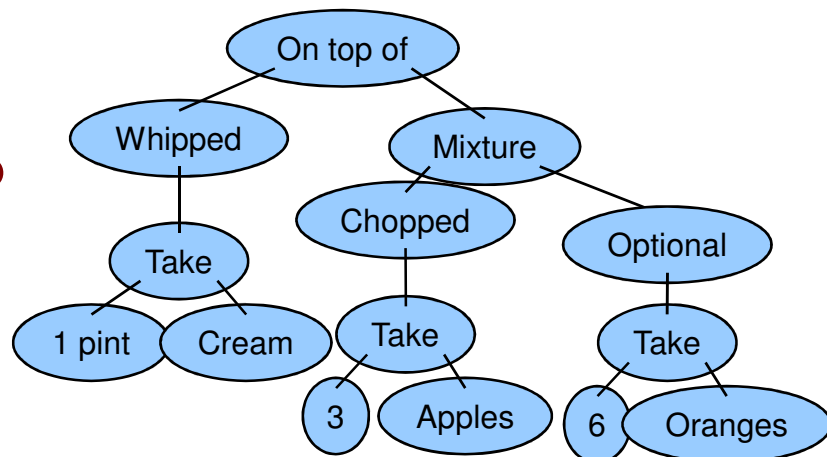 On top of
Whipped
Mixture
Chopped
Optional
Take
1 pint
Cream
Take
3
Apples
Take
6
Oranges